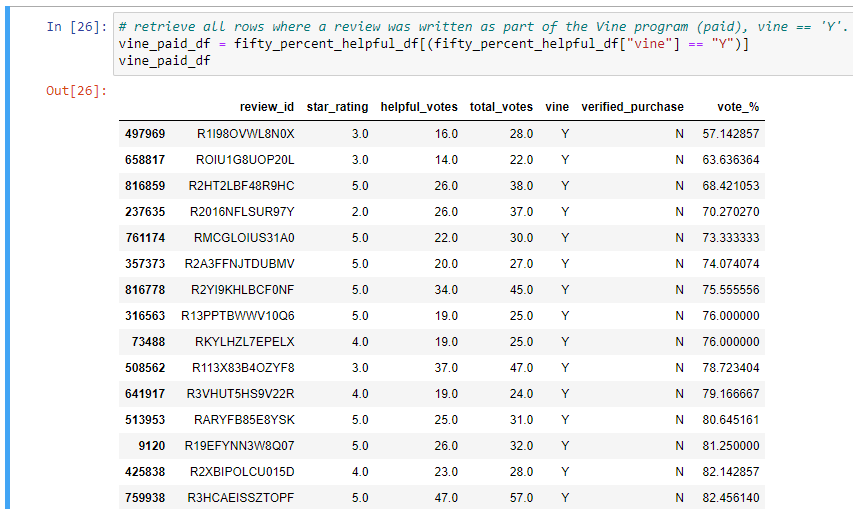 In [26]: # retrieve all rows where a review was written as part of the Vine program (paid), vine == 'Y'.
vine_paid_df = fifty_percent_helpful_df[(fifty_percent_helpful_df["vine"] == "Y")]
vine_paid_df
Out[26]:
review_id star_rating helpful_votes total_votes vine verified_purchase vote_%
497969 R1I98OVWL8N0X 3.0 16.0 28.0 Y N 57.142857
658817 ROIU1G8UOP20L 3.0 14.0 22.0 Y N 63.636364
816859 R2HT2LBF48R9HC 5.0 26.0 38.0 Y N 68.421053
237635 R2016NFLSUR97Y 2.0 26.0 37.0 Y N 70.270270
761174 RMCGLOIUS31A0 5.0 22.0 30.0 Y N 73.333333
357373 R2A3FFNJTDUBMV 5.0 20.0 27.0 Y N 74.074074
816778 R2YI9KHLBCF0NF 5.0 34.0 45.0 Y N 75.555556
316563 R13PPTBWWV10Q6 5.0 19.0 25.0 Y N 76.000000
73488 RKYLHZL7EPELX 4.0 19.0 25.0 Y N 76.000000
508562 R113X83B4OZYF8 3.0 37.0 47.0 Y N 78.723404
641917 R3VHUT5HS9V22R 4.0 19.0 24.0 Y N 79.166667
513953 RARYFB85E8YSK 5.0 25.0 31.0 Y N 80.645161
9120 R19EFYNN3W8Q07 5.0 26.0 32.0 Y N 81.250000
425838 R2XBIPOLCU015D 4.0 23.0 28.0 Y N 82.142857
759938 R3HCAEISSZTOPF 5.0 47.0 57.0 Y N 82.456140